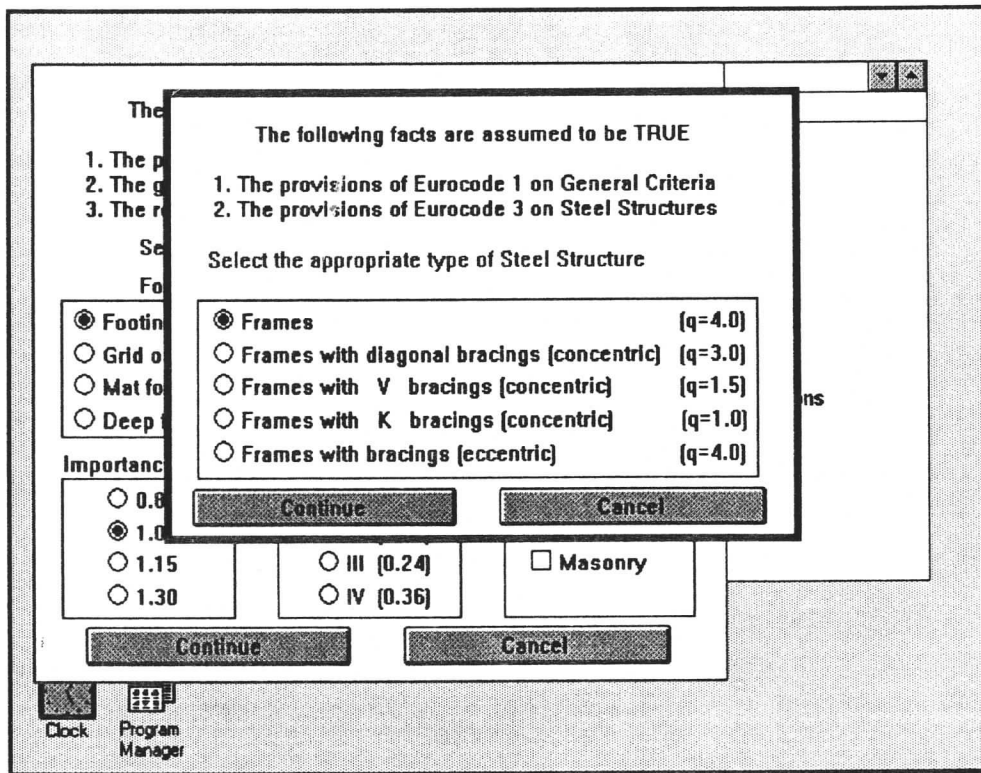 The following facts are assumed to be TRUE
1. The provisions of Eurocode 1 on General Criteria
2. The provisions of Eurocode 3 on Steel Structures
Select the appropriate type of Steel Structure
Frames (q=4.0)
Frames with diagonal bracings (concentric) (q=3.0)
Frames with V bracings (concentric) (q=1.5)
Frames with K bracings (concentric) (q=1.0)
Frames with bracings (eccentric) (q=4.0)
Continue Cancel
The
1. The p
2. The g
3. The r
Se
Fo
Footin
Grid o
Mat fo
Deep
ons
Importanc
0.8
1.0
1.15 III (0.24) Masonry
1.30 IV (0.36)
Continue Cancel
Clock
Program
Manager